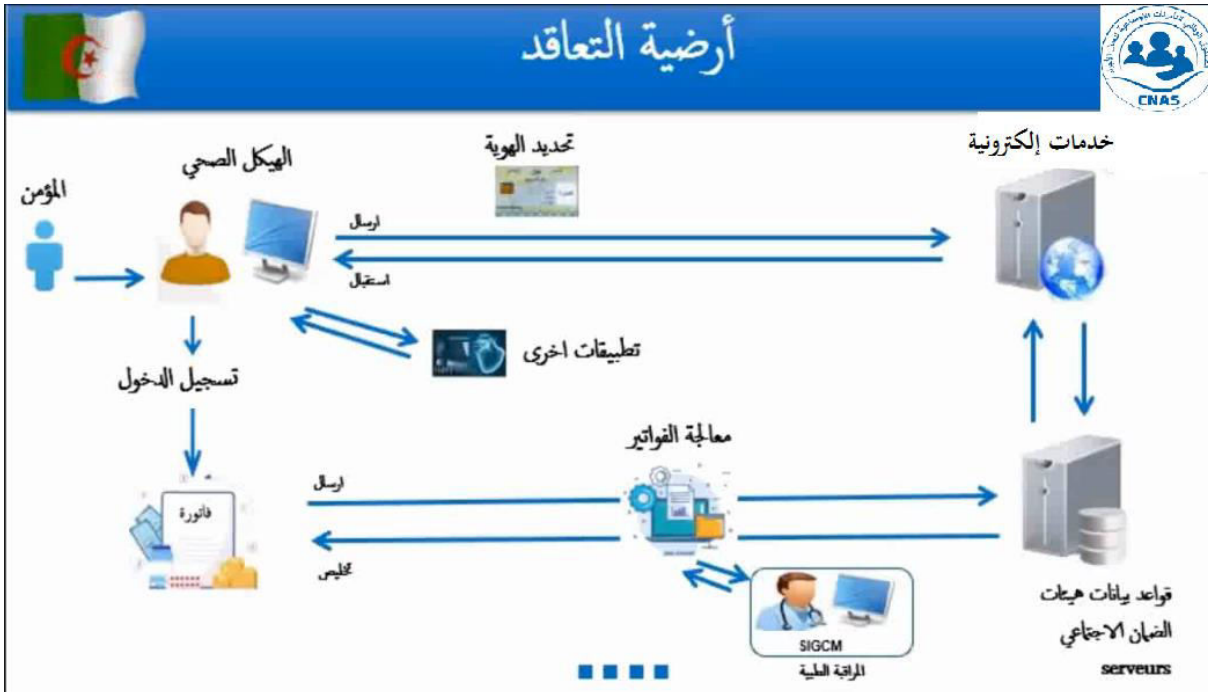 أرضية التعاقد
CNAS
خدمات إلكترونية
تحديد الهوية
الهيكل الصحي
المؤمن
ارسال
استقبال
تطبيقات اخرى
تسجيل الدخول
معالجة الفواتير
ارسال
فاتورة
تخليص
قواعد بيانات هيئات
الضمان الاجتماعي
serveurs
SIGCM
المراقبة الطبية